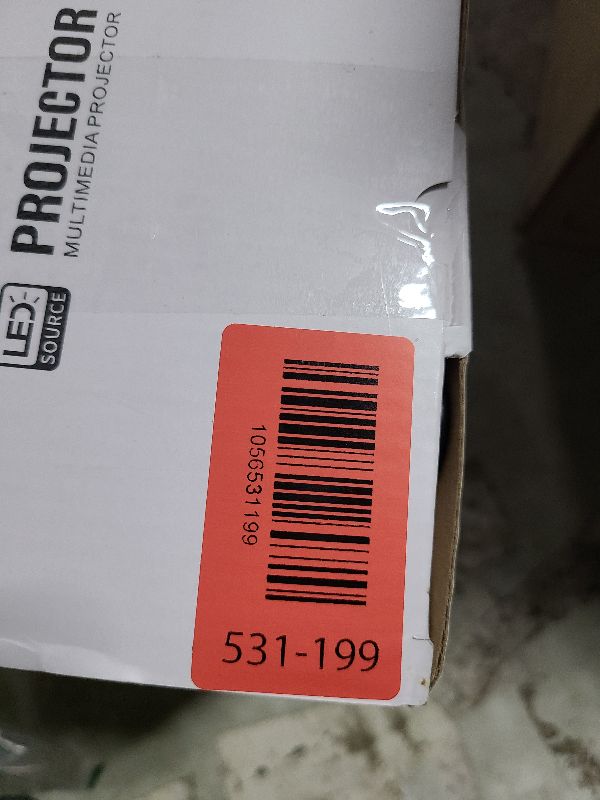 PROJECTOR
MULTIMEDIA PROJECTOR
LED
SOURCE
1056531199
531-199